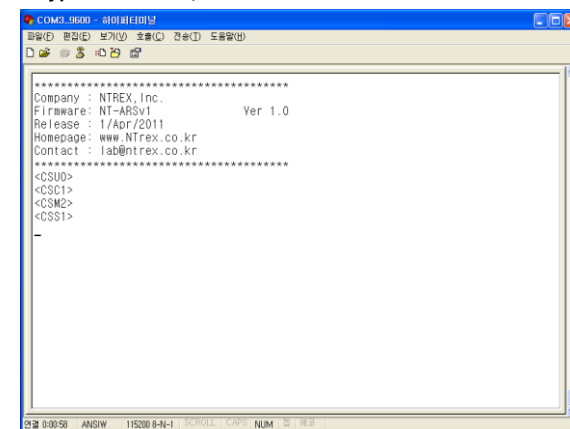 COM3_9600 - 하이퍼터미널
파일(F) 편집(E) 보기(V) 호출(C) 전송(T) 도움말(H)
****************************************
Company : NTREX,Inc.
Firmware: NT-ARSv1 Ver 1.0
Release : 1/Apr/2011
Homepage: www.NTrex.co.kr
Contact : lab@ntrex.co.kr
****************************************
<CSU0>
<CSC1>
<CSM2>
<CSS1>
_
연결 0:00:58 ANSIW 115200 8-N-1 SCROLL CAPS NUM 캡 에코